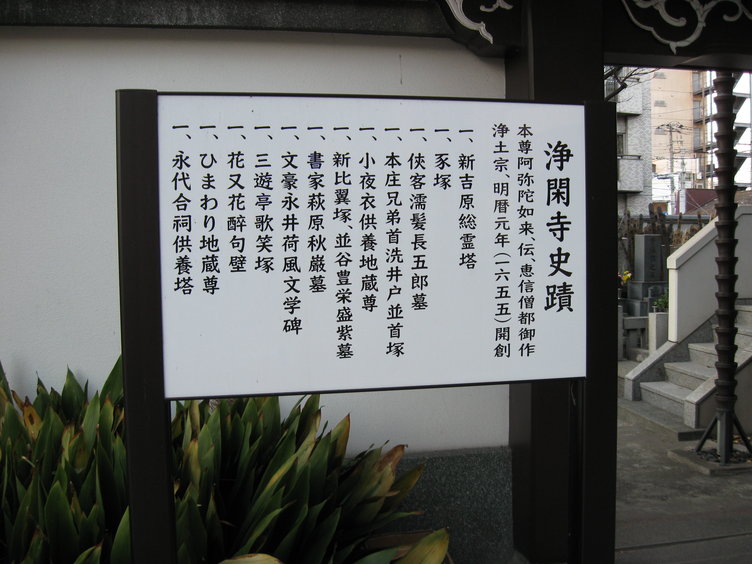 浄閑寺史蹟
本尊阿弥陀如来、伝、恵信僧都御作
浄土宗、明暦元年(一六五五)開創
一、新吉原総霊塔
一、豕塚
一、侠客濡髪長五郎墓
一、本庄兄弟首洗井戸並首塚
一、小夜衣供養地蔵尊
一、新比翼塚、並谷豊栄盛紫墓
一、書家萩原秋巌墓
一、文豪永井荷風文学碑
一、三遊亭歌笑塚
一、花又花酔句壁
一、ひまわり地蔵尊
一、永代合祠供養塔